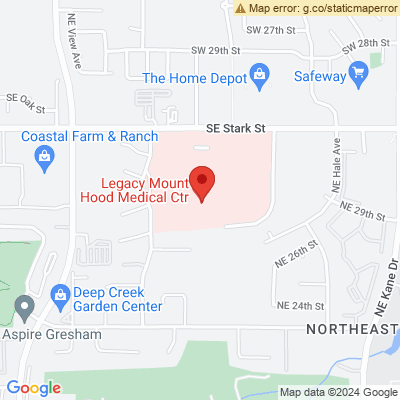 Map error: g.co/staticmaperror
SW 27th St
NE View Ave
SW 29th St
SW 28th St
The Home Depot
Safeway
SE Oak St
SE Stark St
Coastal Farm & Ranch
NE Hale Ave
Legacy Mount
Hood Medical Ctr
NE 29th St
NE 26th St
NE Kane Dr
Deep Creek
Garden Center
NE 24th St
Aspire Gresham
NORTHEAST
Google
Map data ©2024 Google